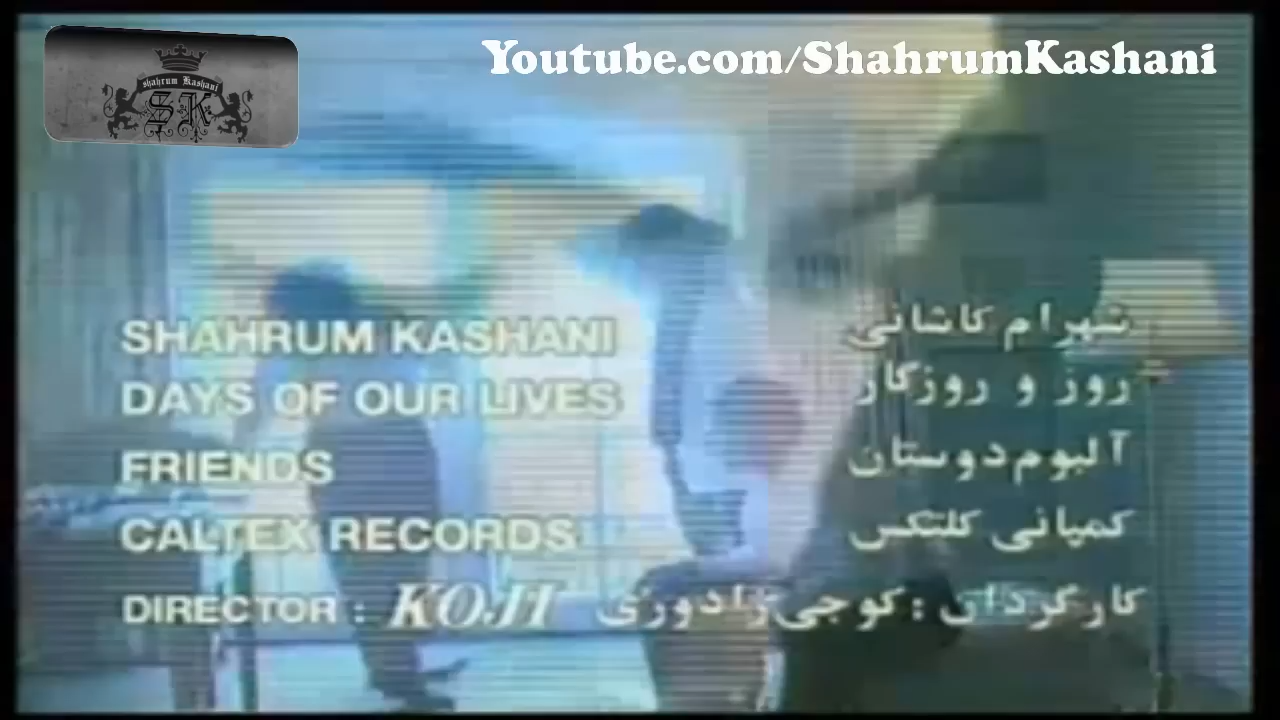 Youtube.com/ShahrumKashani
shahrum Kashani
SK
SHAHRUM KASHANI
شهرام کاشانی
DAYS OF OUR LIVES
روز و روزگار
FRIENDS
آلبوم دوستان
CALTEX RECORDS
کمپانی کلتکس
DIRECTOR : KOJI
کارگردان : کوجی زادوری